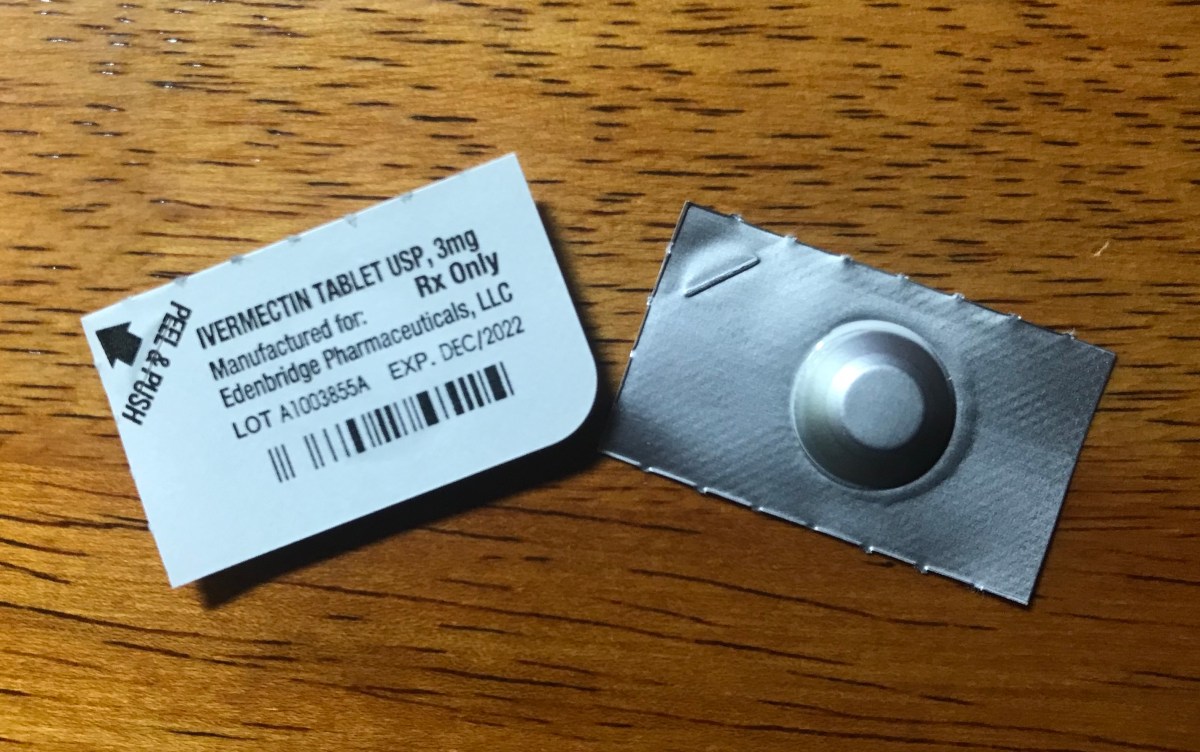 PEEL & PUSH
IVERMECTIN TABLET USP, 3mg
Rx Only
Manufactured for:
Edenbridge Pharmaceuticals, LLC
LOT A1003855A EXP. DEC/2022